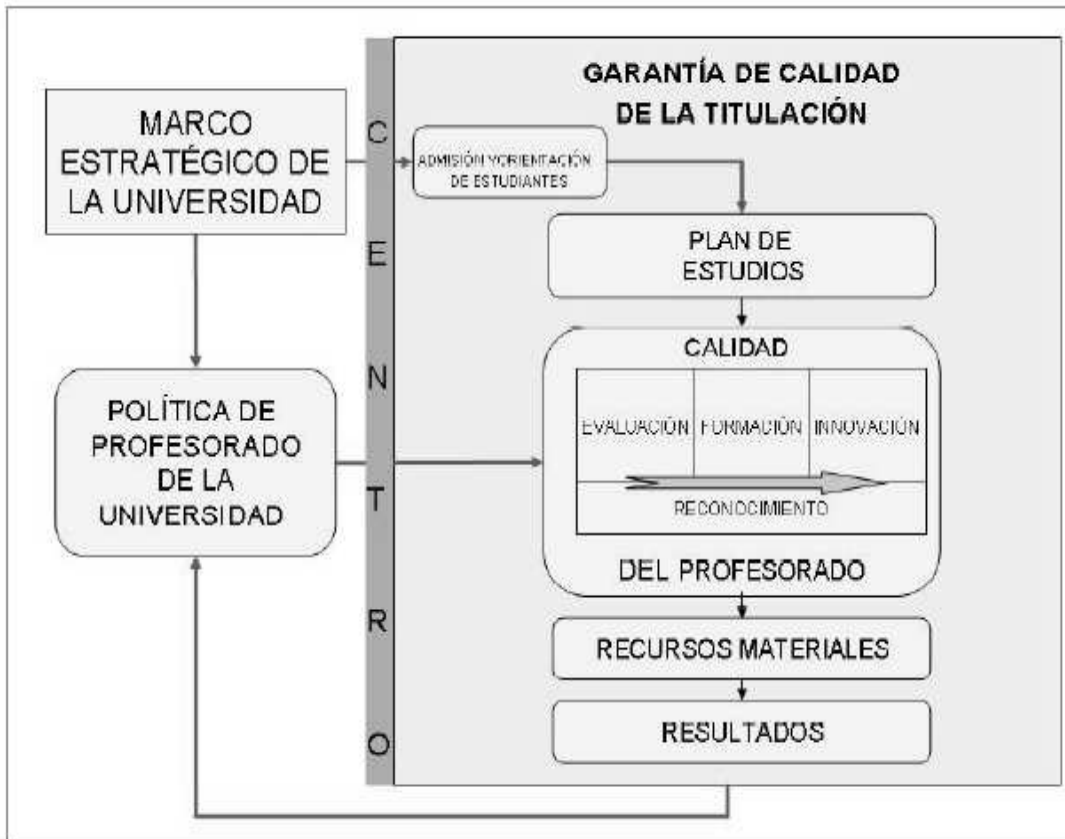 MARCO
ESTRATÉGICO DE
LA UNIVERSIDAD
POLÍTICA DE
PROFESORADO
DE LA
UNIVERSIDAD
C
E
N
T
R
O
GARANTÍA DE CALIDAD
DE LA TITULACIÓN
ADMISIÓN YORIENTACIÓN
DE ESTUDIANTES
PLAN DE
ESTUDIOS
CALIDAD
EVALUACIÓN FORMACIÓN INNOVACIÓN
RECONOCIMIENTO
DEL PROFESORADO
RECURSOS MATERIALES
RESULTADOS